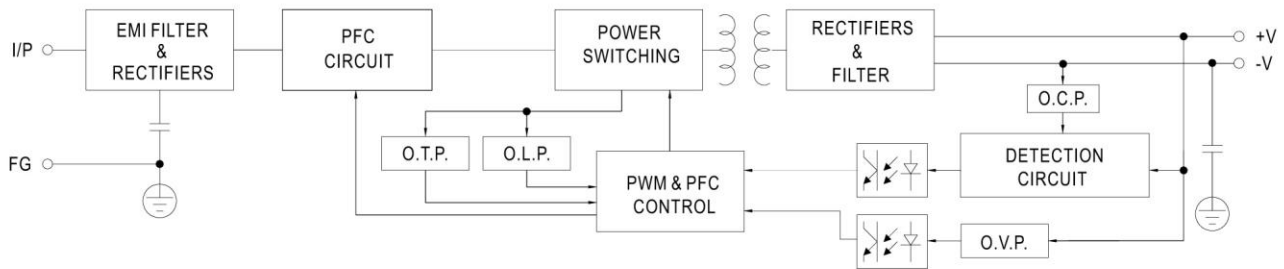 I/P
EMI FILTER
&
RECTIFIERS
PFC
CIRCUIT
POWER
SWITCHING
RECTIFIERS
&
FILTER
+V
-V
O.C.P.
O.T.P.
O.L.P.
DETECTION
CIRCUIT
FG
PWM & PFC
CONTROL
O.V.P.